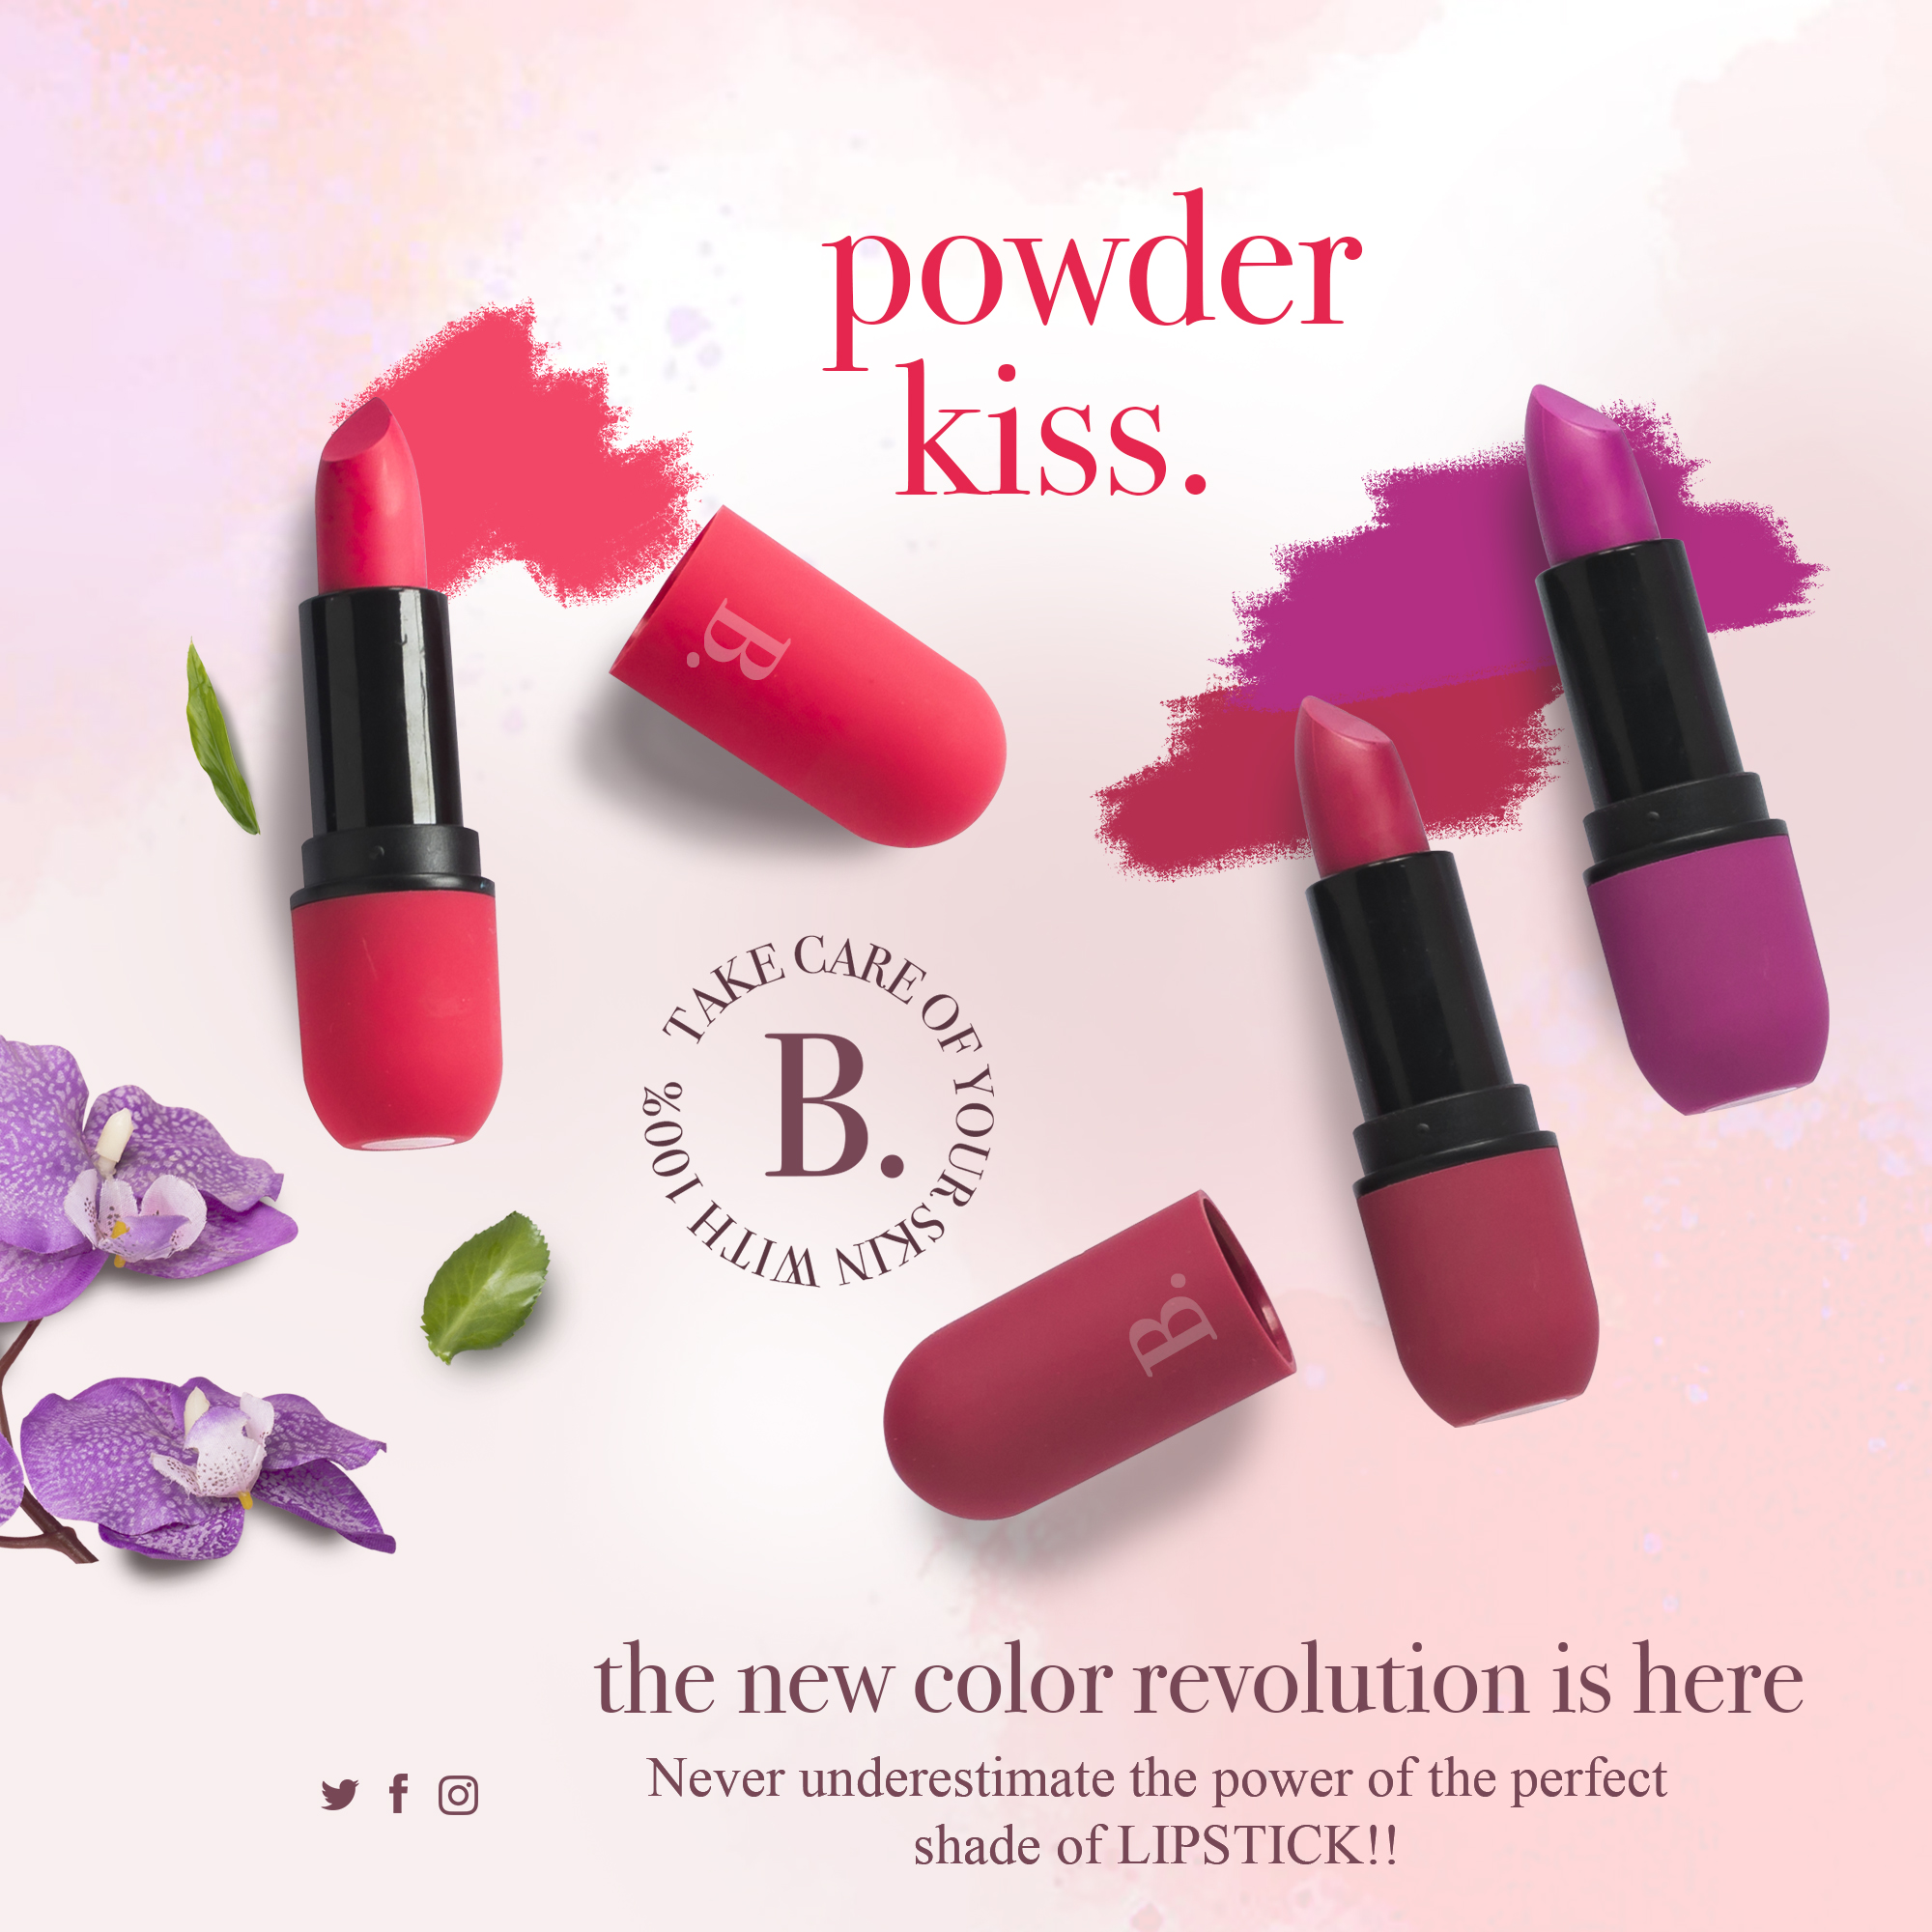 powder
kiss.
B.
TAKE CARE OF YOUR SKIN WITH 100%
B.
B.
the new color revolution is here
Never underestimate the power of the perfect
shade of LIPSTICK!!